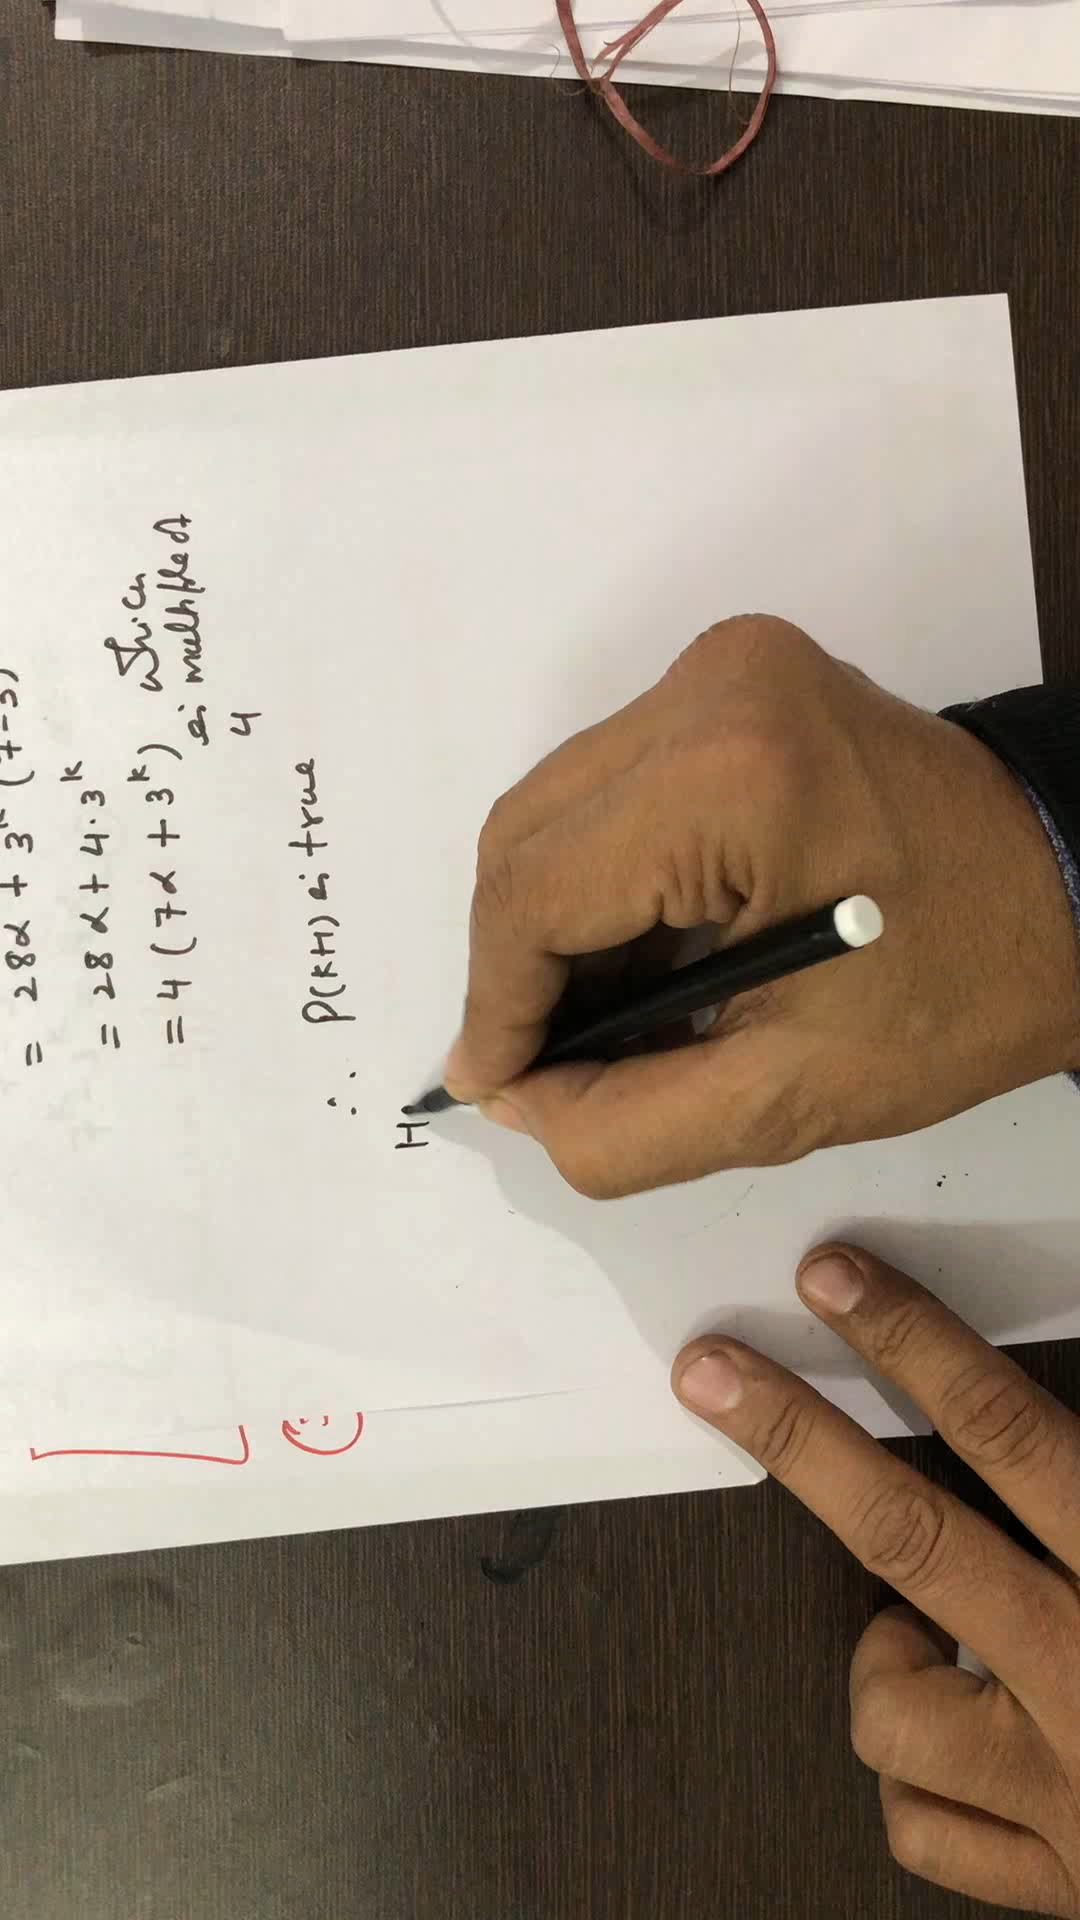 = 28α + 3^k (7-3)
= 28α + 4·3^k
= 4 (7α + 3^k) which
is multiple of
4
∴ P(k+1) is true
H